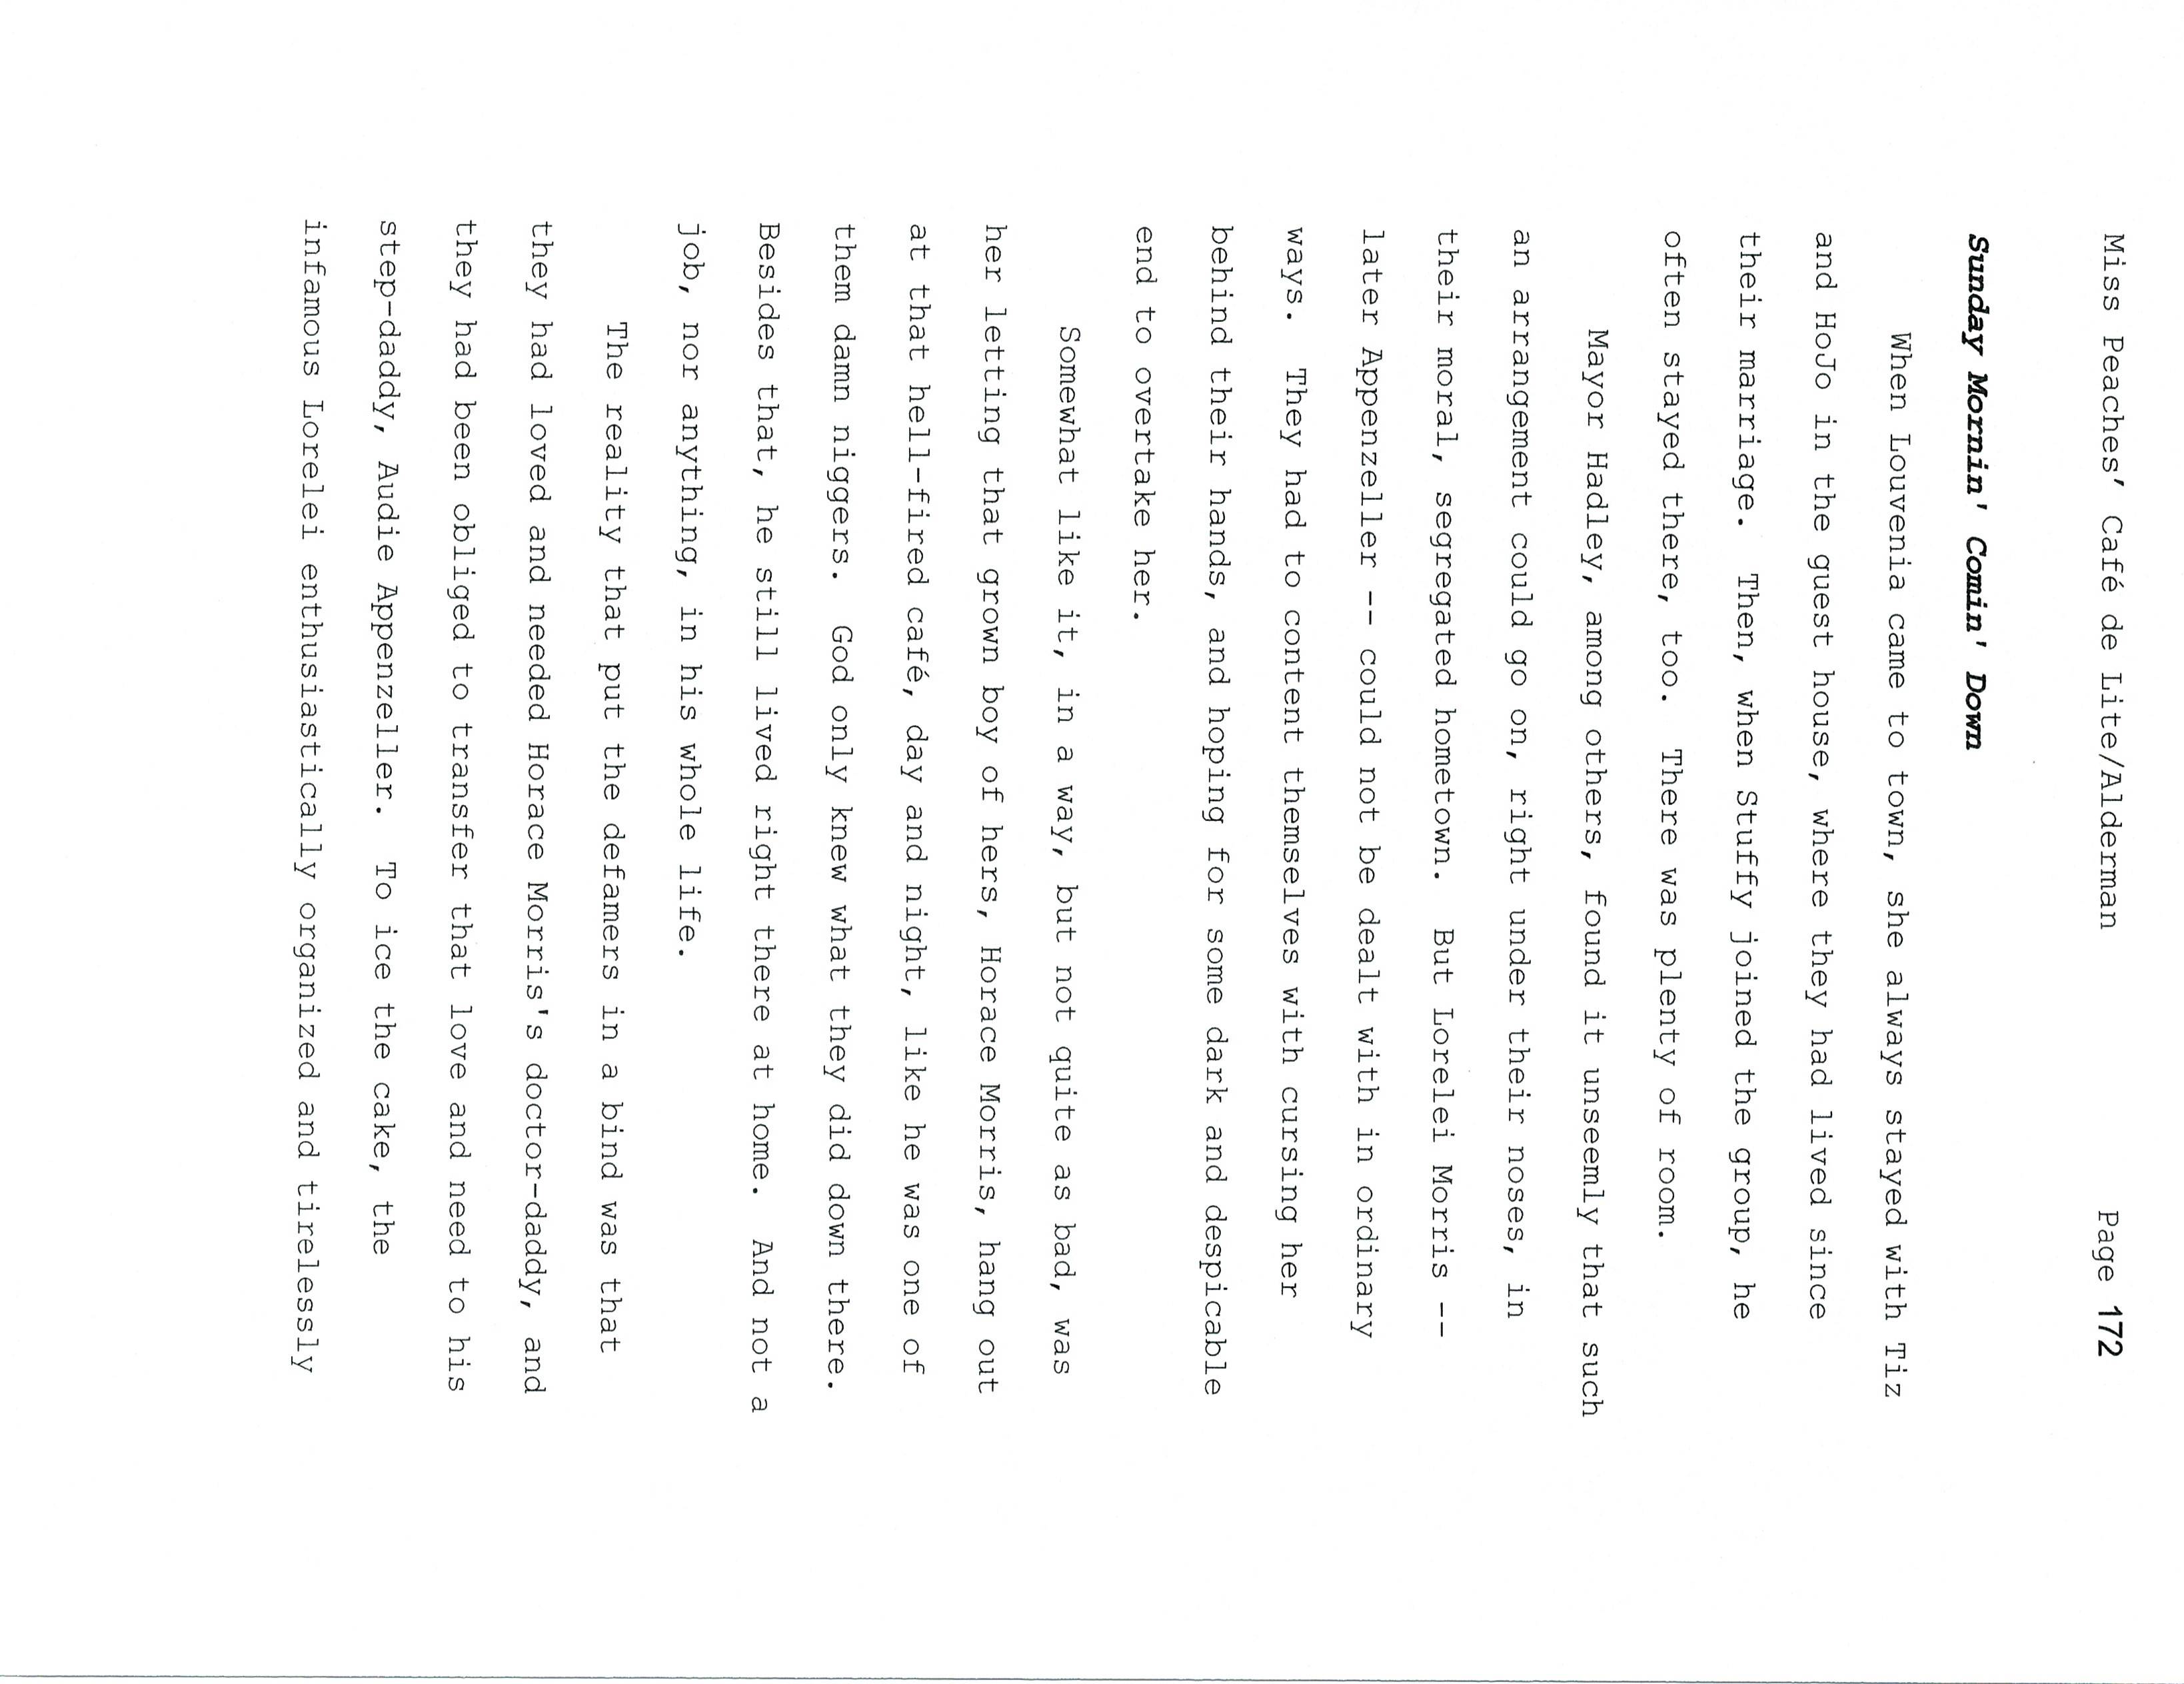 Miss Peaches’ Café de Lite/Alderman Page 172
Sunday Mornin' Comin' Down
When Louvenia came to town, she always stayed with Tiz
and HoJo in the guest house, where they had lived since
their marriage. Then, when Stuffy joined the group, he
often stayed there, too. There was plenty of room.
Mayor Hadley, among others, found it unseemly that such
an arrangement could go on, right under their noses, in
their moral, segregated hometown. But Lorelei Morris --
later Appenzeller -- could not be dealt with in ordinary
ways. They had to content themselves with cursing her
behind their hands, and hoping for some dark and despicable
end to overtake her.
Somewhat like it, in a way, but not quite as bad, was
her letting that grown boy of hers, Horace Morris, hang out
at that hell-fired café, day and night, like he was one of
them damn niggers. God only knew what they did down there.
Besides that, he still lived right there at home. And not a
job, nor anything, in his whole life.
The reality that put the defamers in a bind was that
they had loved and needed Horace Morris's doctor-daddy, and
they had been obliged to transfer that love and need to his
step-daddy, Audie Appenzeller. To ice the cake, the
infamous Lorelei enthusiastically organized and tirelessly